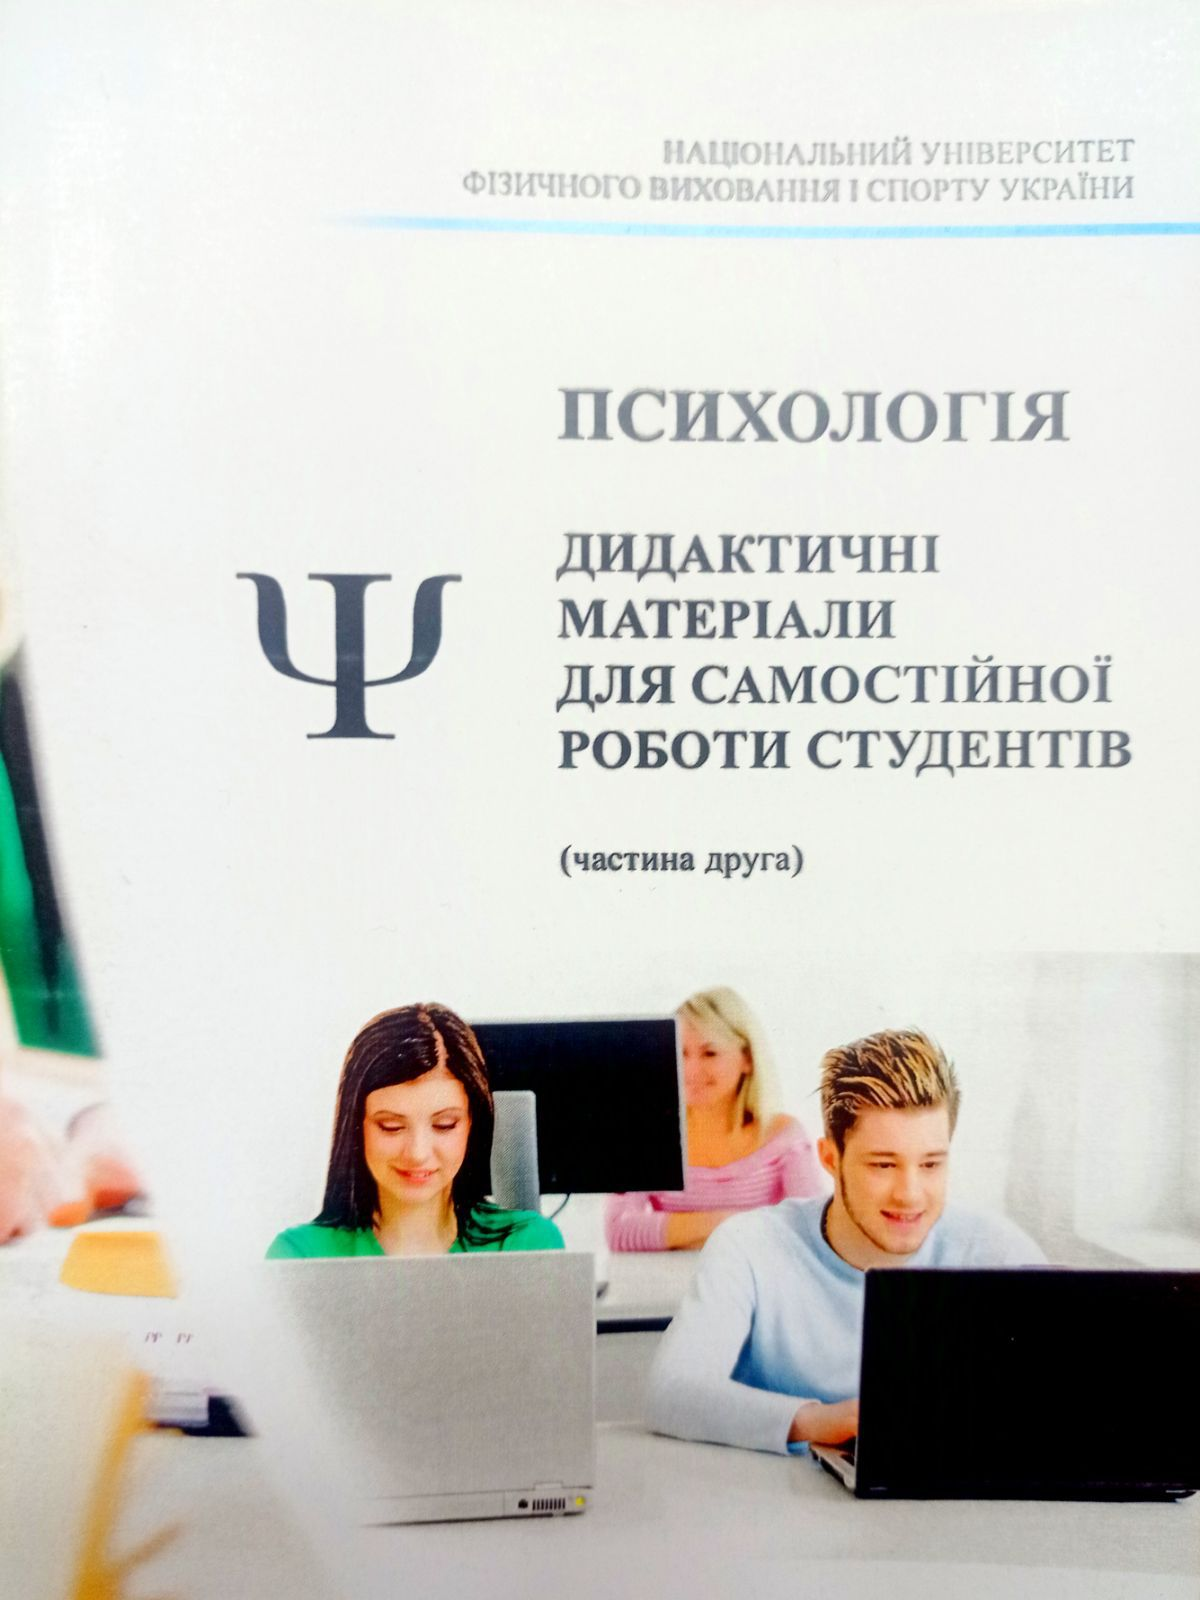 НАЦІОНАЛЬНИЙ УНІВЕРСИТЕТ
ФІЗИЧНОГО ВИХОВАННЯ І СПОРТУ УКРАЇНИ
ПСИХОЛОГІЯ
Ψ
ДИДАКТИЧНІ
МАТЕРІАЛИ
ДЛЯ САМОСТІЙНОЇ
РОБОТИ СТУДЕНТІВ
(частина друга)